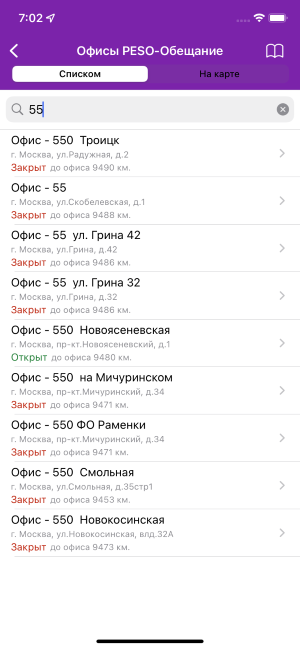 7:02
Офисы PESO-Обещание
Списком
На карте
55
Офис - 550  Троицк
г. Москва, ул.Радужная, д.2
Закрыт до офиса 9490 км.
Офис - 55
г. Москва, ул.Скобелевская, д.1
Закрыт до офиса 9488 км.
Офис - 55  ул. Грина 42
г. Москва, ул.Грина, д.42
Закрыт до офиса 9486 км.
Офис - 55  ул. Грина 32
г. Москва, ул.Грина, д.32
Закрыт до офиса 9486 км.
Офис - 550  Новоясеневская
г. Москва, пр-кт.Новоясеневский, д.1
Открыт до офиса 9480 км.
Офис - 550  на Мичуринском
г. Москва, пр-кт.Мичуринский, д.34
Закрыт до офиса 9471 км.
Офис - 550 ФО Раменки
г. Москва, пр-кт.Мичуринский, д.34
Закрыт до офиса 9471 км.
Офис - 550  Смольная
г. Москва, ул.Смольная, д.35стр1
Закрыт до офиса 9453 км.
Офис - 550  Новокосинская
г. Москва, ул.Новокосинская, влд.32А
Закрыт до офиса 9473 км.